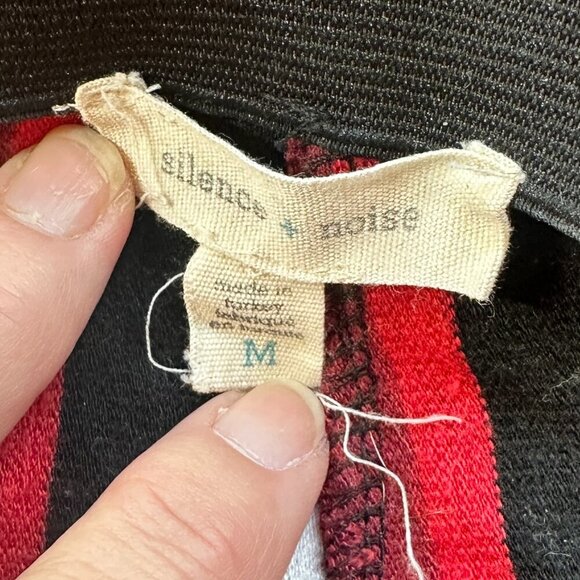 silence + noise
made in
Turkey
fabriqué
en turquie
M